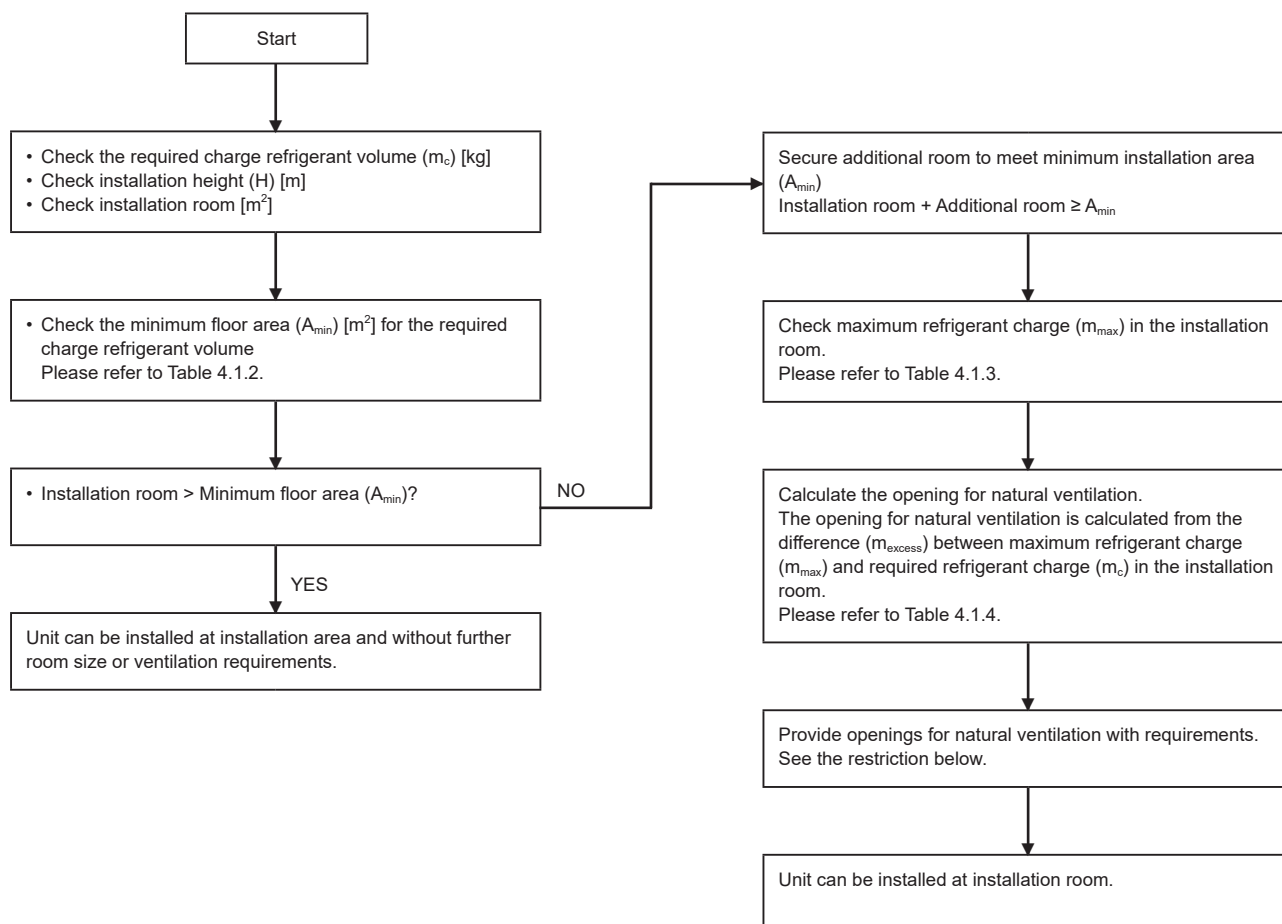 Start
• Check the required charge refrigerant volume (mc) [kg]
• Check installation height (H) [m]
• Check installation room [m²]
• Check the minimum floor area (Amin) [m²] for the required
charge refrigerant volume
Please refer to Table 4.1.2.
• Installation room > Minimum floor area (Amin)?
NO
YES
Unit can be installed at installation area and without further
room size or ventilation requirements.
Secure additional room to meet minimum installation area
(Amin)
Installation room + Additional room ≥ Amin
Check maximum refrigerant charge (mmax) in the installation
room.
Please refer to Table 4.1.3.
Calculate the opening for natural ventilation.
The opening for natural ventilation is calculated from the
difference (mexcess) between maximum refrigerant charge
(mmax) and required refrigerant charge (mc) in the installation
room.
Please refer to Table 4.1.4.
Provide openings for natural ventilation with requirements.
See the restriction below.
Unit can be installed at installation room.